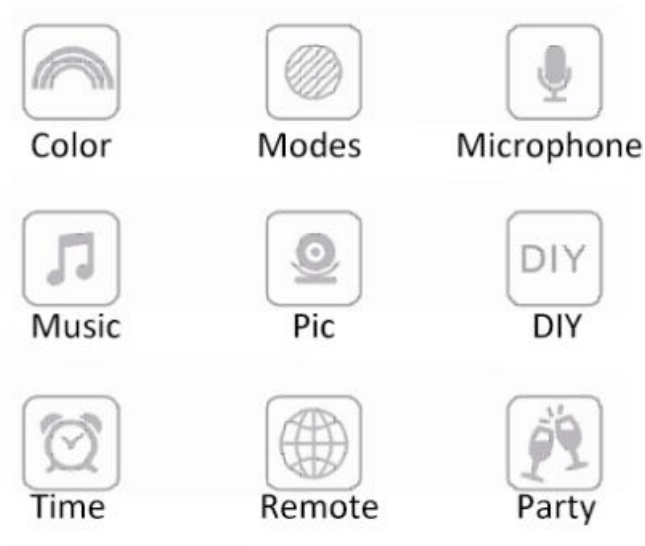 Color Modes Microphone
DIY
Music Pic DIY
Time Remote Party